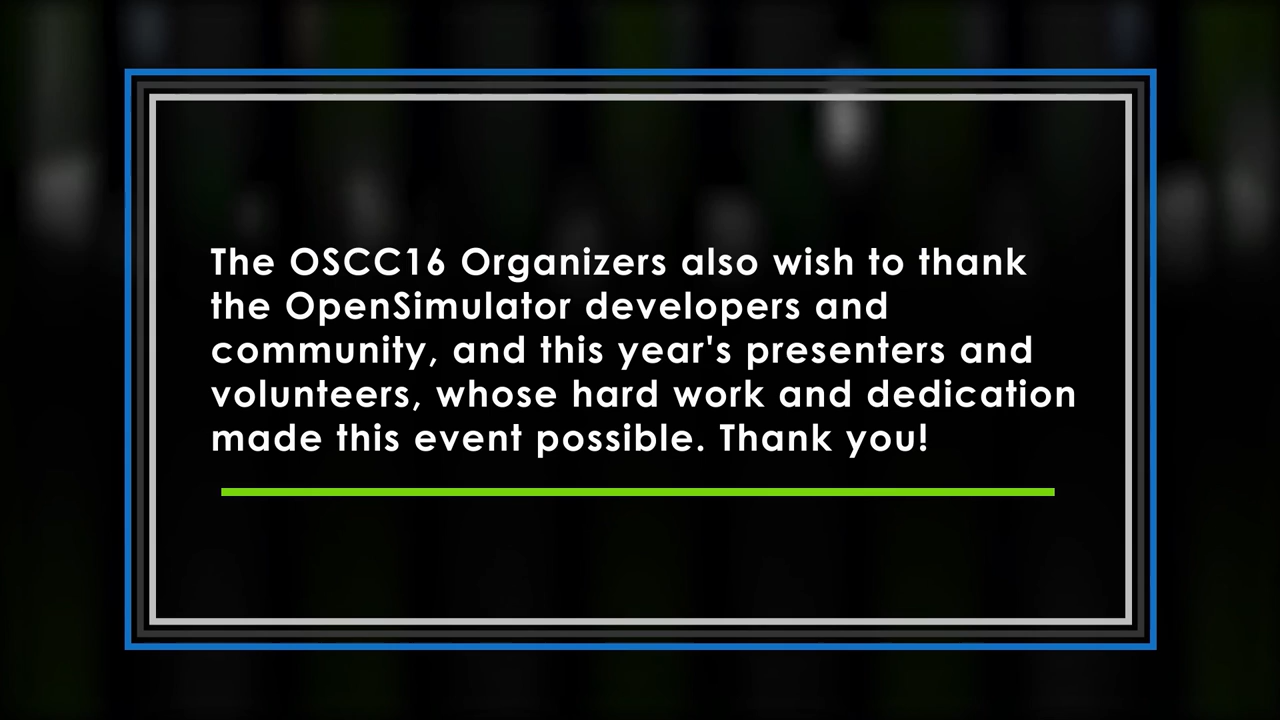 The OSCC16 Organizers also wish to thank
the OpenSimulator developers and
community, and this year's presenters and
volunteers, whose hard work and dedication
made this event possible. Thank you!